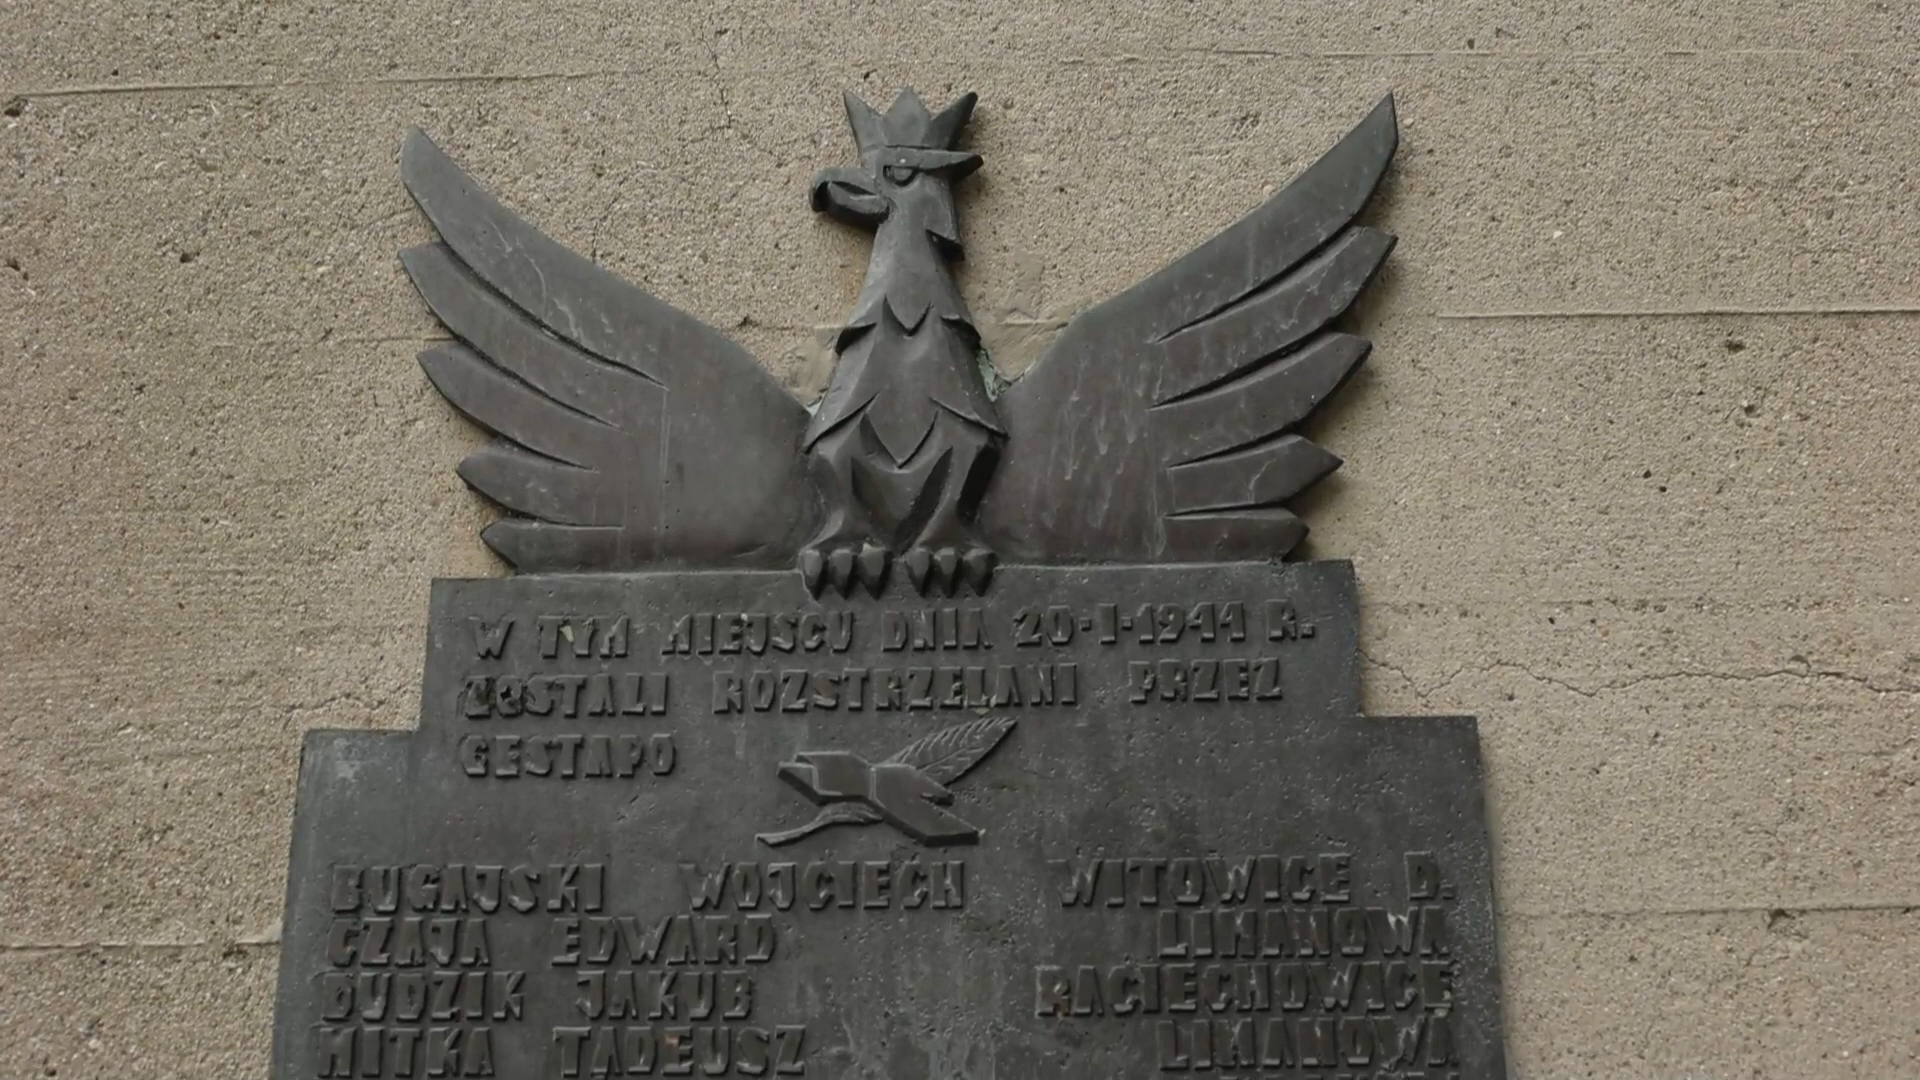 W TYM MIEJSCU DNIA 20·I·1944 R.
ZOSTALI ROZSTRZELANI PRZEZ
GESTAPO
BUGAJSKI WOJCIECH WITOWICE D.
CZAJA EDWARD LIMANOWA
DUDZIK JAKUB RACIECHOWICE
MITKA TADEUSZ LIMANOWA